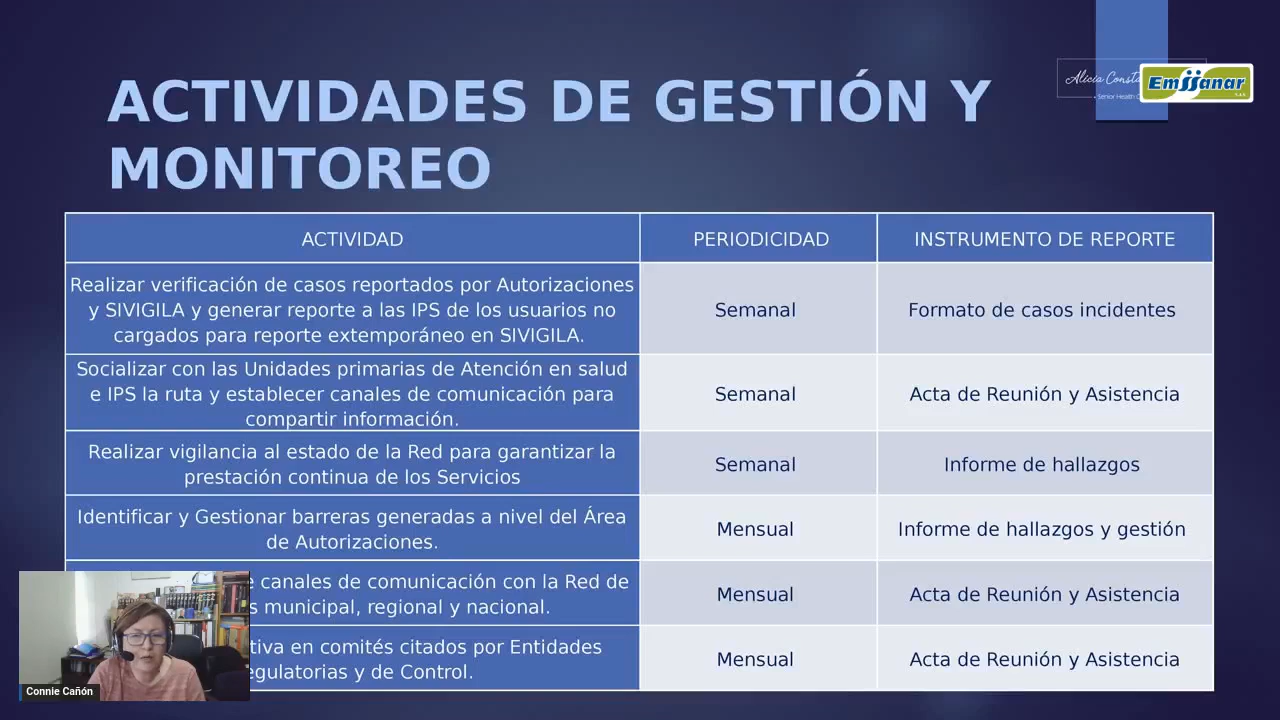 ACTIVIDADES DE GESTIÓN Y
MONITOREO
Alicia
Emssanar
Senior Health
ACTIVIDAD
PERIODICIDAD
INSTRUMENTO DE REPORTE
Realizar verificación de casos reportados por Autorizaciones
y SIVIGILA y generar reporte a las IPS de los usuarios no
cargados para reporte extemporáneo en SIVIGILA.
Semanal
Formato de casos incidentes
Socializar con las Unidades primarias de Atención en salud
e IPS la ruta y establecer canales de comunicación para
compartir información.
Semanal
Acta de Reunión y Asistencia
Realizar vigilancia al estado de la Red para garantizar la
prestación continua de los Servicios
Semanal
Informe de hallazgos
Identificar y Gestionar barreras generadas a nivel del Área
de Autorizaciones.
Mensual
Informe de hallazgos y gestión
canales de comunicación con la Red de
municipal, regional y nacional.
Mensual
Acta de Reunión y Asistencia
en comités citados por Entidades
y de Control.
Mensual
Acta de Reunión y Asistencia
Connie Cañón